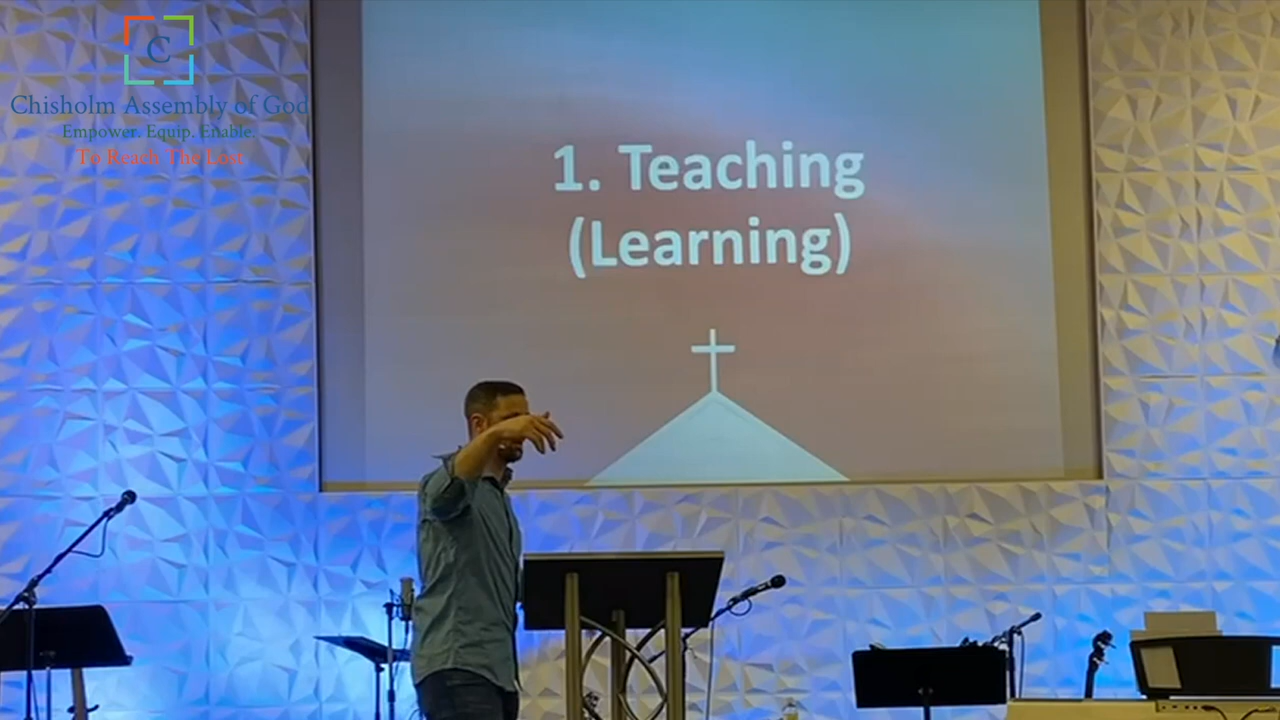 C
Chisholm Assembly of God
Empower. Equip. Enable.
To Reach The Lost
1. Teaching
(Learning)